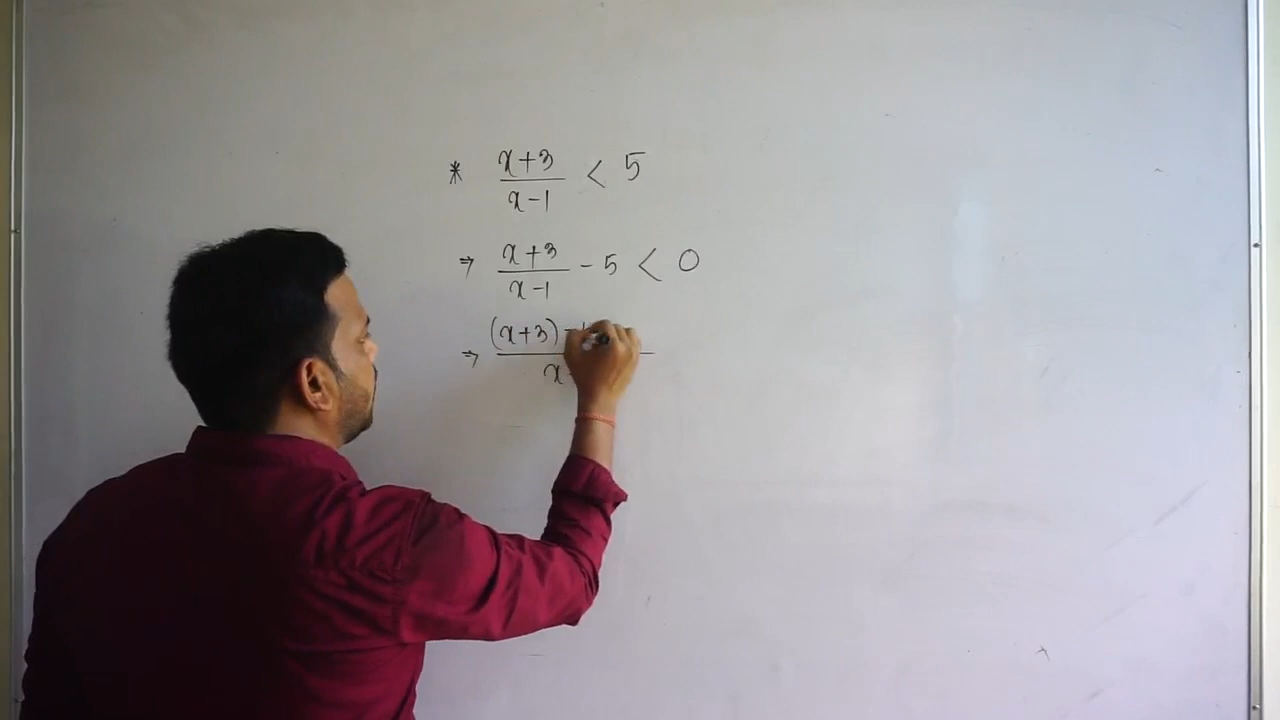 * x+3/x-1 < 5
⇒ x+3/x-1 - 5 < 0
⇒ (x+3) - /x